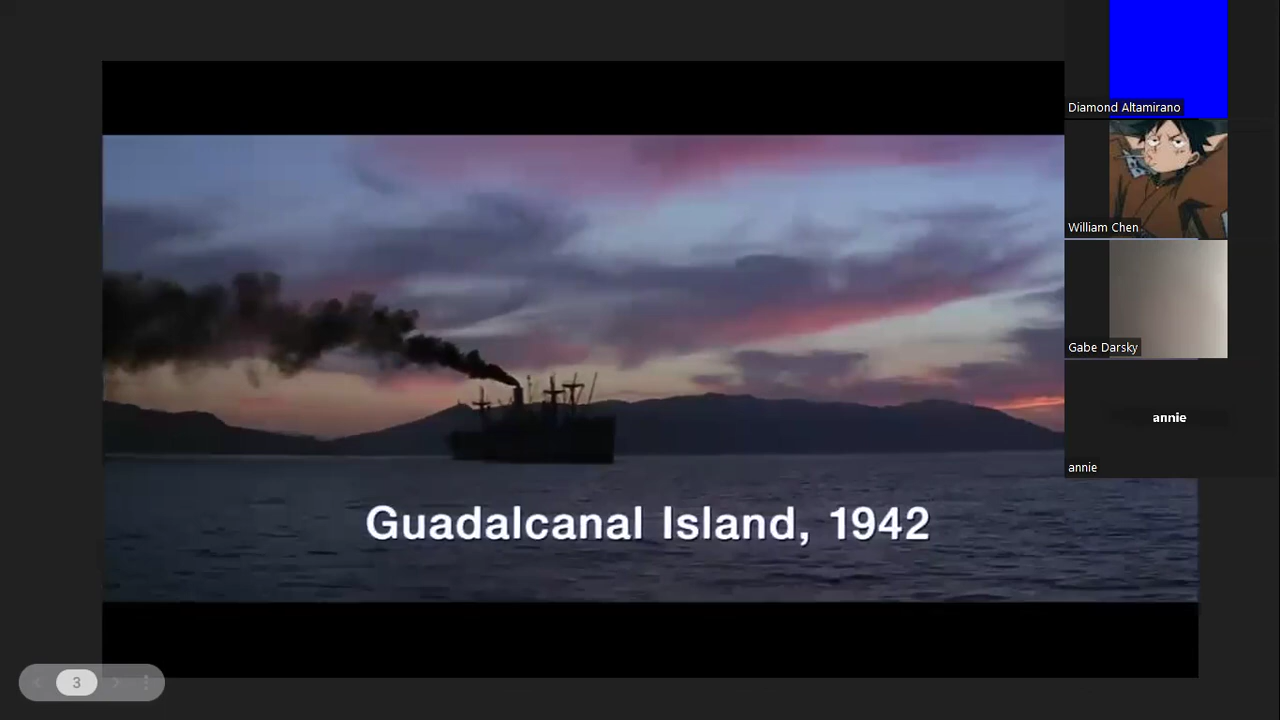 Diamond Altamirano
William Chen
Gabe Darsky
annie
annie
Guadalcanal Island, 1942
3